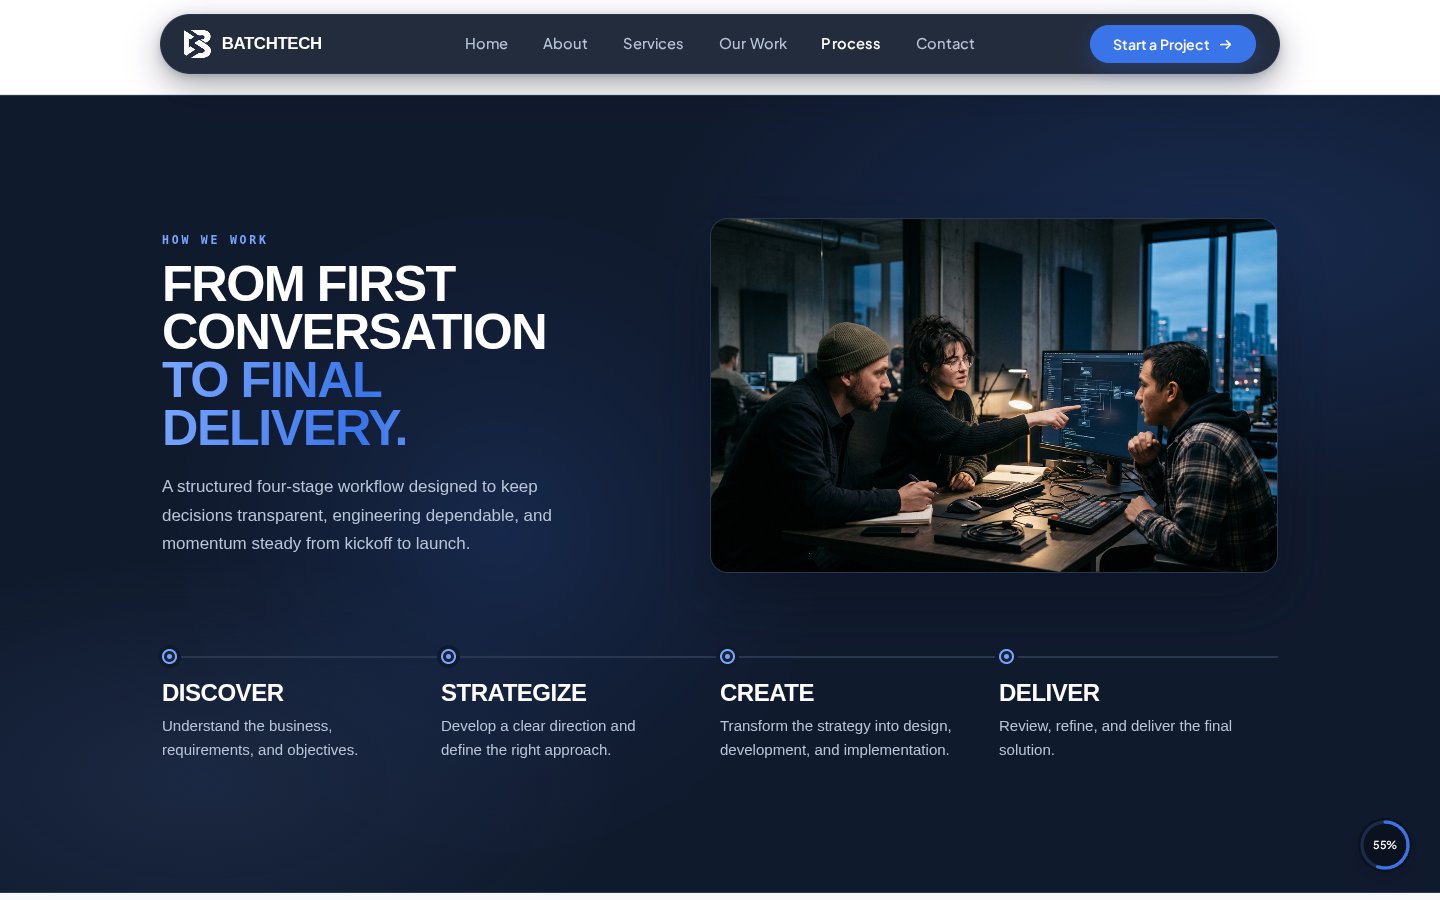 BATCHTECH
Home About Services Our Work Process Contact
Start a Project
HOW WE WORK
FROM FIRST
CONVERSATION
TO FINAL
DELIVERY.
A structured four-stage workflow designed to keep
decisions transparent, engineering dependable, and
momentum steady from kickoff to launch.
DISCOVER
Understand the business,
requirements, and objectives.
STRATEGIZE
Develop a clear direction and
define the right approach.
CREATE
Transform the strategy into design,
development, and implementation.
DELIVER
Review, refine, and deliver the final
solution.
55%